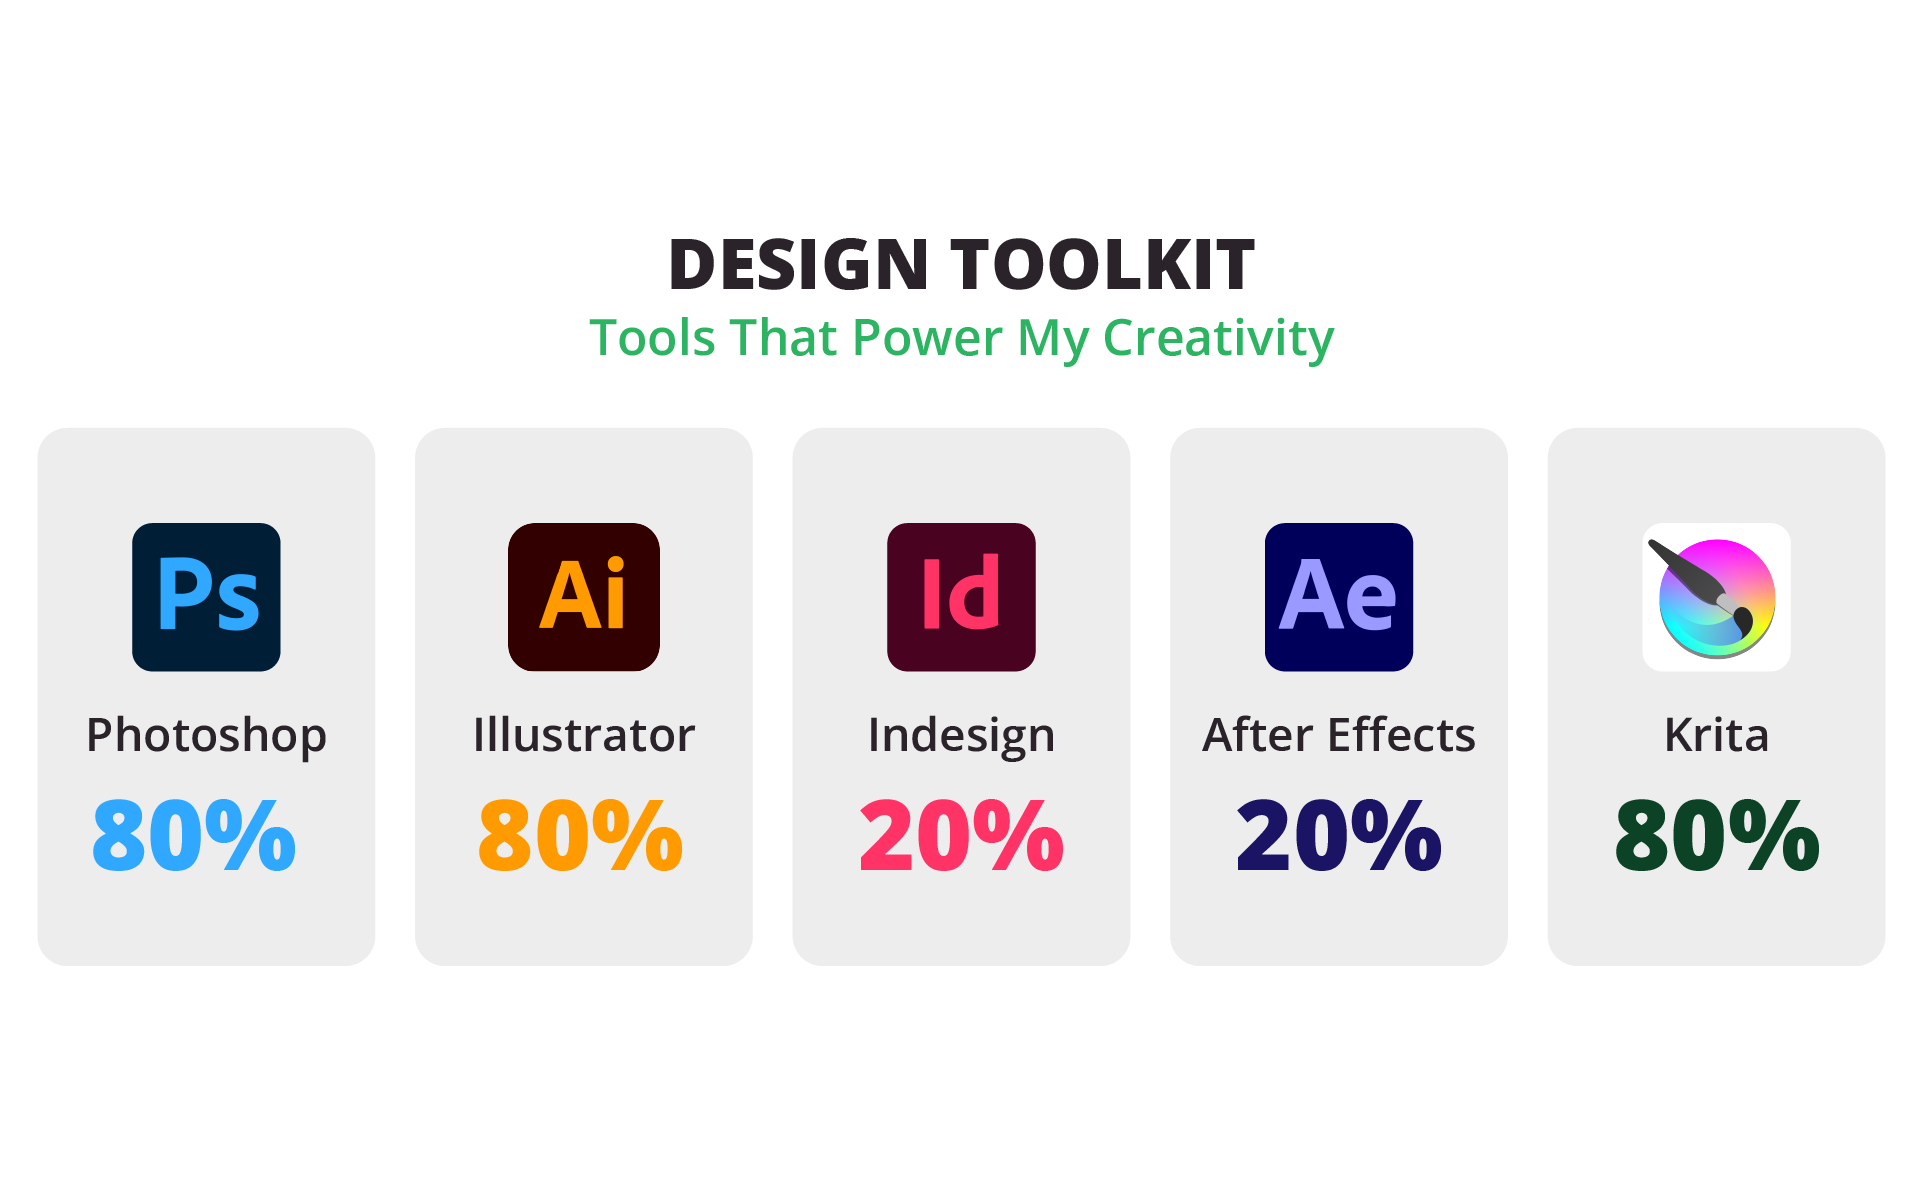 DESIGN TOOLKIT
Tools That Power My Creativity
Ps
Ai
Id
Ae
Photoshop
Illustrator
Indesign
After Effects
Krita
80%
80%
20%
20%
80%